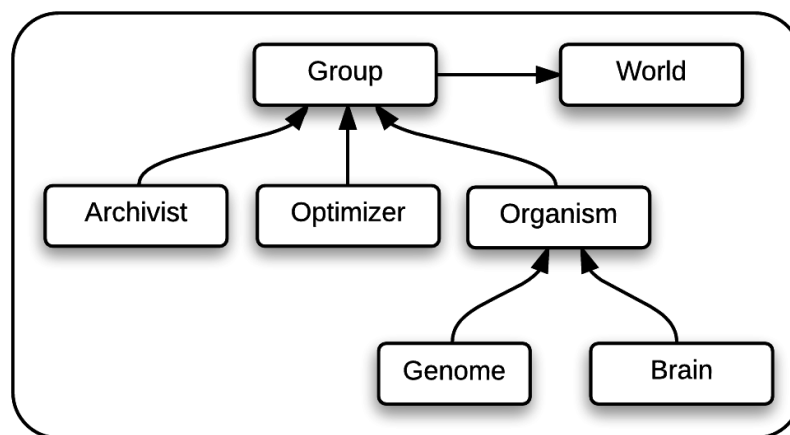 Group
World
Archivist
Optimizer
Organism
Genome
Brain